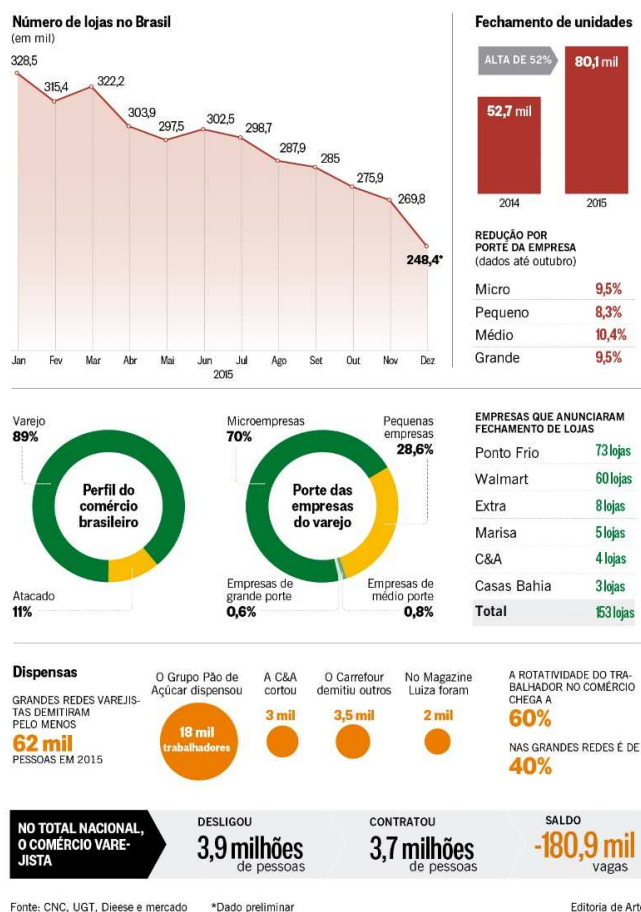 Número de lojas no Brasil
(em mil)
328,5
315,4
322,2
303,9
297,5
302,5
298,7
287,9
285
275,9
269,8
248,4*
Jan Fev Mar Abr Mai Jun Jul Ago Set Out Nov Dez
2015
Fechamento de unidades
ALTA DE 52%
80,1 mil
52,7 mil
2014 2015
REDUÇÃO POR
PORTE DA EMPRESA
(dados até outubro)
Micro 9,5%
Pequeno 8,3%
Médio 10,4%
Grande 9,5%
Varejo
89%
Perfil do
comércio
brasileiro
Atacado
11%
Microempresas
70%
Pequenas
empresas
28,6%
Porte das
empresas
do varejo
Empresas de
grande porte
0,6%
Empresas de
médio porte
0,8%
EMPRESAS QUE ANUNCIARAM
FECHAMENTO DE LOJAS
Ponto Frio 73 lojas
Walmart 60 lojas
Extra 8 lojas
Marisa 5 lojas
C&A 4 lojas
Casas Bahia 3 lojas
Total 153 lojas
Dispensas
GRANDES REDES VAREJIS-
TAS DEMITIRAM
PELO MENOS
62 mil
PESSOAS EM 2015
O Grupo Pão de
Açúcar dispensou
18 mil
trabalhadores
A C&A
cortou
3 mil
O Carrefour
demitiu outros
3,5 mil
No Magazine
Luiza foram
2 mil
A ROTATIVIDADE DO TRA-
BALHADOR NO COMÉRCIO
CHEGA A
60%
NAS GRANDES REDES É DE
40%
NO TOTAL NACIONAL,
O COMÉRCIO VARE-
JISTA
DESLIGOU
3,9 milhões
de pessoas
CONTRATOU
3,7 milhões
de pessoas
SALDO
-180,9 mil
vagas
Fonte: CNC, UGT, Dieese e mercado *Dado preliminar
Editoria de Art